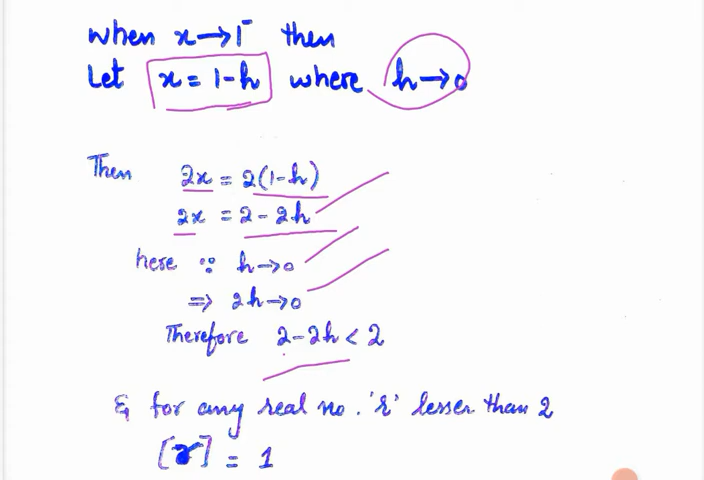 when x→1⁻ then
Let x = 1-h where h→0
Then 2x = 2(1-h)
2x = 2-2h
here ∵ h→0
⇒ 2h→0
Therefore 2-2h < 2
& for any real no. 'r' lesser than 2
[r] = 1